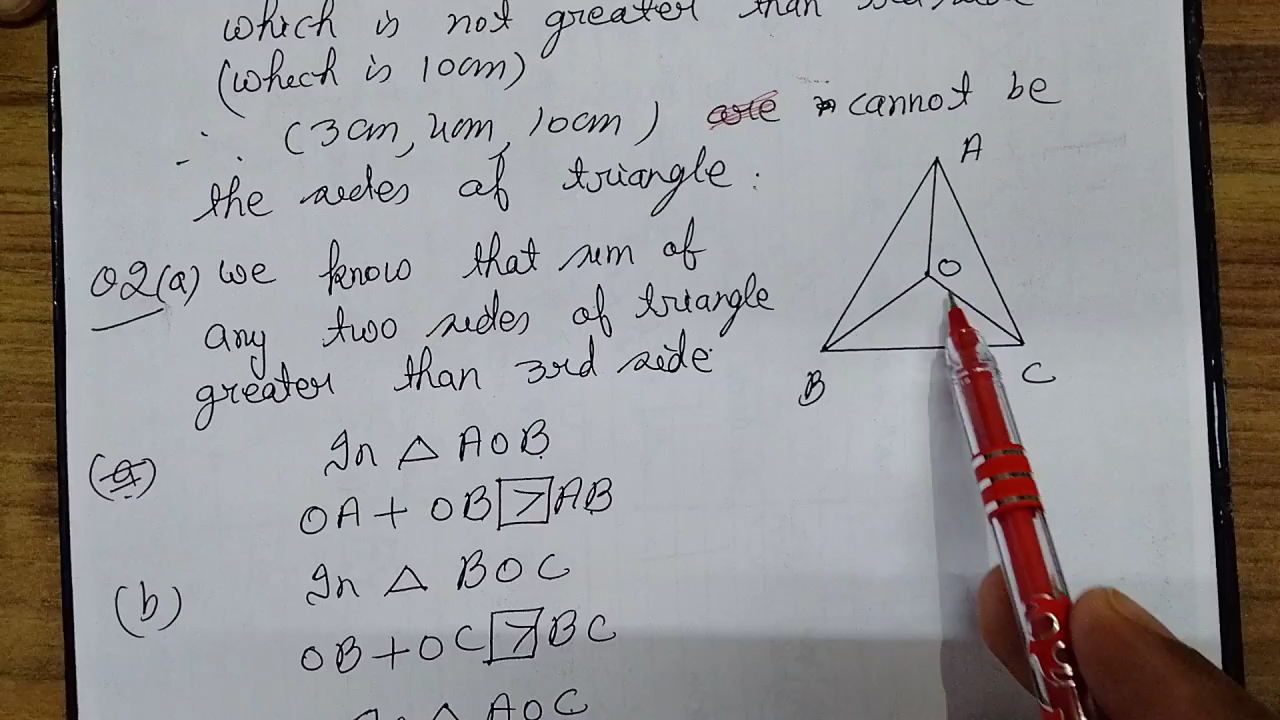 which is not greater than
(which is 10cm)
∴ (3cm, 4cm, 10cm) cannot be
the sides of triangle.
A
Q2(a) we know that sum of
O
any two sides of triangle
greater than 3rd side
B C
(a) In △ AOB
OA + OB > AB
(b) In △ BOC
OB + OC > BC
In △ AOC